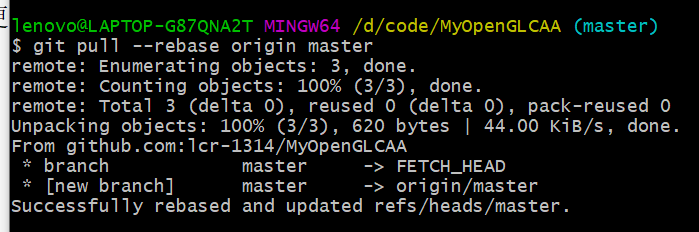 lenovo@LAPTOP-G87QNA2T MINGW64 /d/code/MyOpenGLCAA (master)
$ git pull --rebase origin master
remote: Enumerating objects: 3, done.
remote: Counting objects: 100% (3/3), done.
remote: Total 3 (delta 0), reused 0 (delta 0), pack-reused 0
Unpacking objects: 100% (3/3), 620 bytes | 44.00 KiB/s, done.
From github.com:lcr-1314/MyOpenGLCAA
 * branch            master     -> FETCH_HEAD
 * [new branch]      master     -> origin/master
Successfully rebased and updated refs/heads/master.